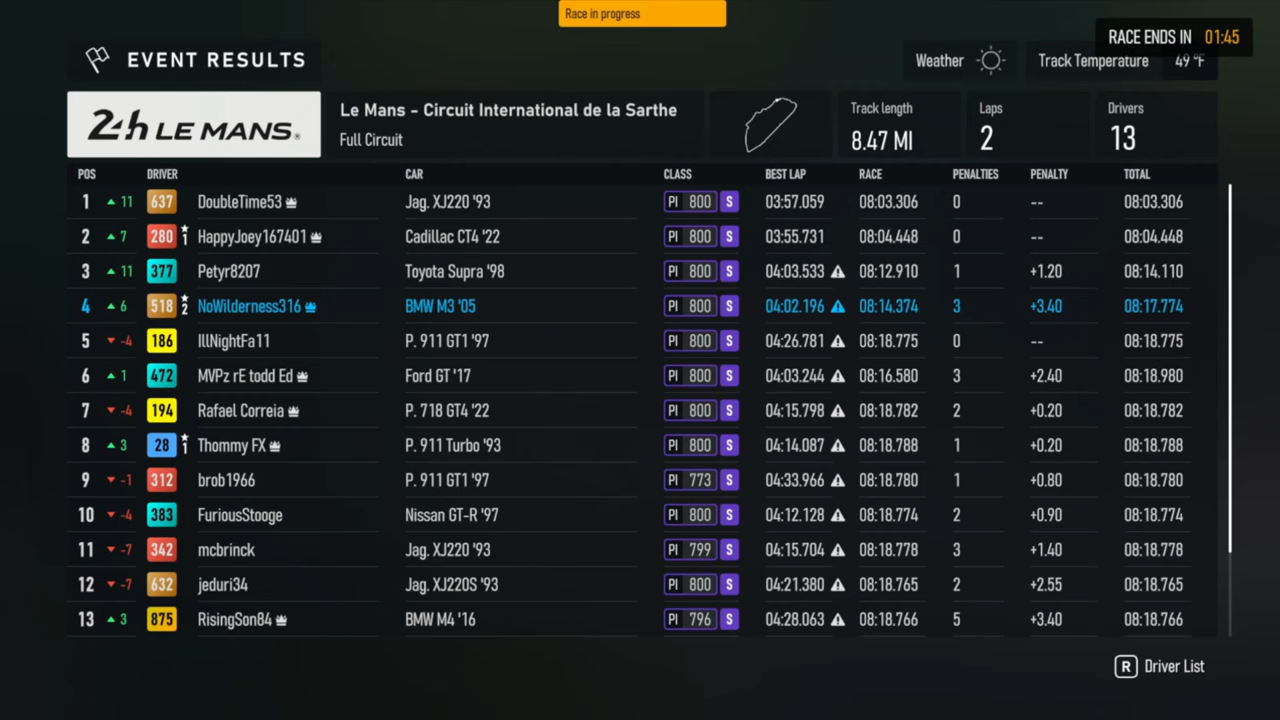 Race in progress
RACE ENDS IN 01:45
EVENT RESULTS
Weather
Track Temperature 49 °F
24h LE MANS®
Le Mans - Circuit International de la Sarthe
Full Circuit
Track length
8.47 MI
Laps
2
Drivers
13
POS DRIVER CAR CLASS BEST LAP RACE PENALTIES PENALTY TOTAL
1 11 637 DoubleTime53 Jag. XJ220 '93 PI 800 S 03:57.059 08:03.306 0 -- 08:03.306
2 7 280 1 HappyJoey167401 Cadillac CT4 '22 PI 800 S 03:55.731 08:04.448 0 -- 08:04.448
3 11 377 Petyr8207 Toyota Supra '98 PI 800 S 04:03.533 08:12.910 1 +1.20 08:14.110
4 6 518 2 NoWilderness316 BMW M3 '05 PI 800 S 04:02.196 08:14.374 3 +3.40 08:17.774
5 -4 186 IllNightFa11 P. 911 GT1 '97 PI 800 S 04:26.781 08:18.775 0 -- 08:18.775
6 1 472 MVPz rE todd Ed Ford GT '17 PI 800 S 04:03.244 08:16.580 3 +2.40 08:18.980
7 -4 194 Rafael Correia P. 718 GT4 '22 PI 800 S 04:15.798 08:18.782 2 +0.20 08:18.782
8 3 28 1 Thommy FX P. 911 Turbo '93 PI 800 S 04:14.087 08:18.788 1 +0.20 08:18.788
9 -1 312 brob1966 P. 911 GT1 '97 PI 773 S 04:33.966 08:18.780 1 +0.80 08:18.780
10 -4 383 FuriousStooge Nissan GT-R '97 PI 800 S 04:12.128 08:18.774 2 +0.90 08:18.774
11 -7 342 mcbrinck Jag. XJ220 '93 PI 799 S 04:15.704 08:18.778 3 +1.40 08:18.778
12 -7 632 jeduri34 Jag. XJ220S '93 PI 800 S 04:21.380 08:18.765 2 +2.55 08:18.765
13 3 875 RisingSon84 BMW M4 '16 PI 796 S 04:28.063 08:18.766 5 +3.40 08:18.766
R Driver List